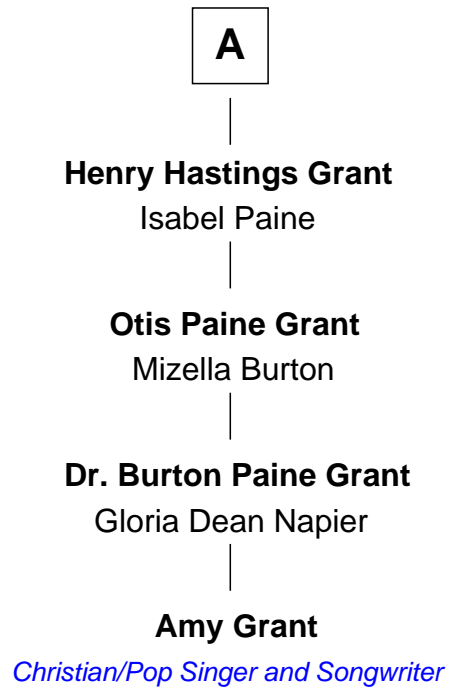 A
Henry Hastings Grant
Isabel Paine
Otis Paine Grant
Mizella Burton
Dr. Burton Paine Grant
Gloria Dean Napier
Amy Grant
Christian/Pop Singer and Songwriter